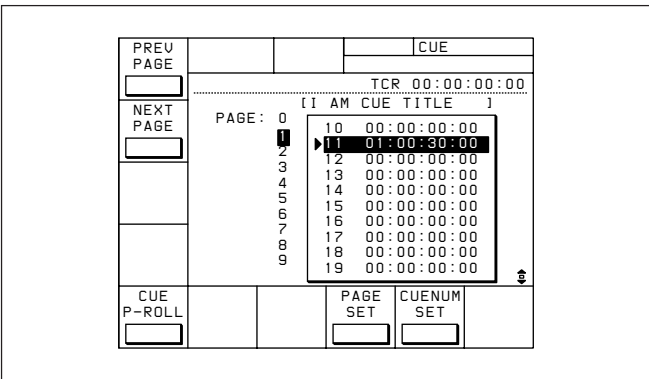 CUE
PREV
PAGE
TCR 00:00:00:00
NEXT
PAGE
[I AM CUE TITLE ]
PAGE: 0
1
2
3
4
5
6
7
8
9
10 00:00:00:00
11 01:00:30:00
12 00:00:00:00
13 00:00:00:00
14 00:00:00:00
15 00:00:00:00
16 00:00:00:00
17 00:00:00:00
18 00:00:00:00
19 00:00:00:00
CUE
P-ROLL
PAGE
SET
CUENUM
SET